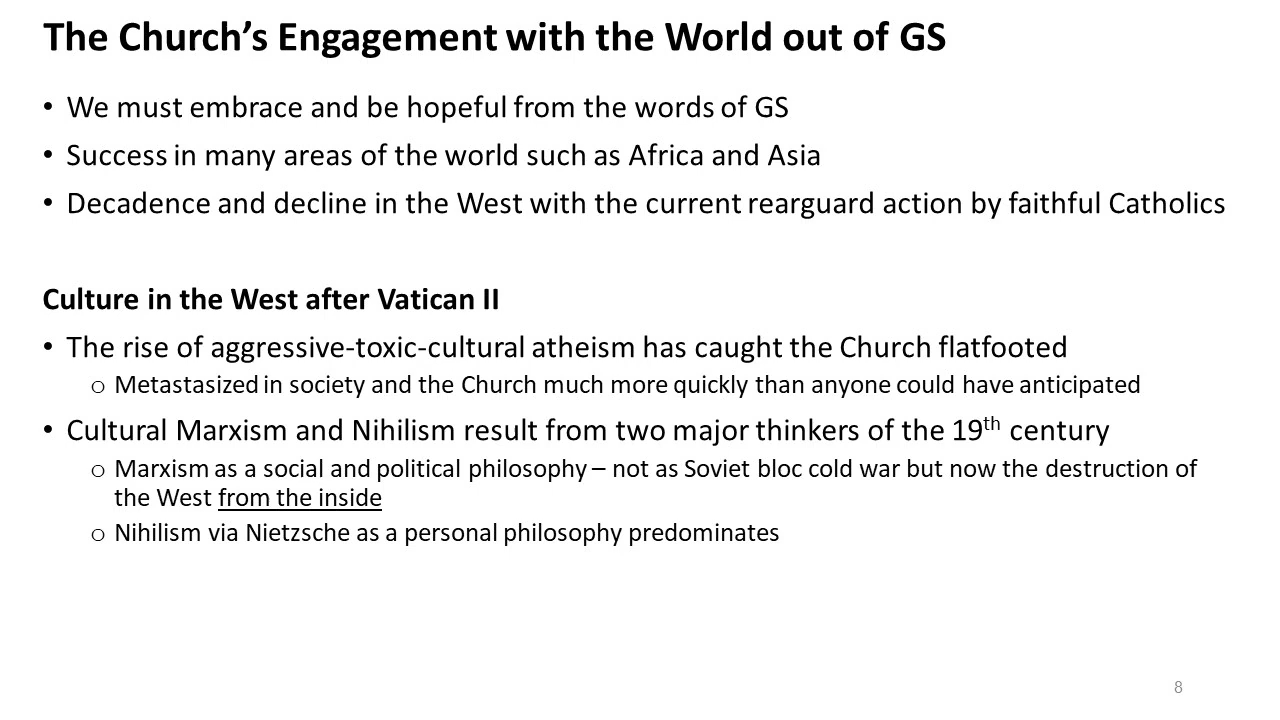 The Church’s Engagement with the World out of GS
• We must embrace and be hopeful from the words of GS
• Success in many areas of the world such as Africa and Asia
• Decadence and decline in the West with the current rearguard action by faithful Catholics
Culture in the West after Vatican II
• The rise of aggressive-toxic-cultural atheism has caught the Church flatfooted
o Metastasized in society and the Church much more quickly than anyone could have anticipated
• Cultural Marxism and Nihilism result from two major thinkers of the 19th century
o Marxism as a social and political philosophy – not as Soviet bloc cold war but now the destruction of
the West from the inside
o Nihilism via Nietzsche as a personal philosophy predominates
8